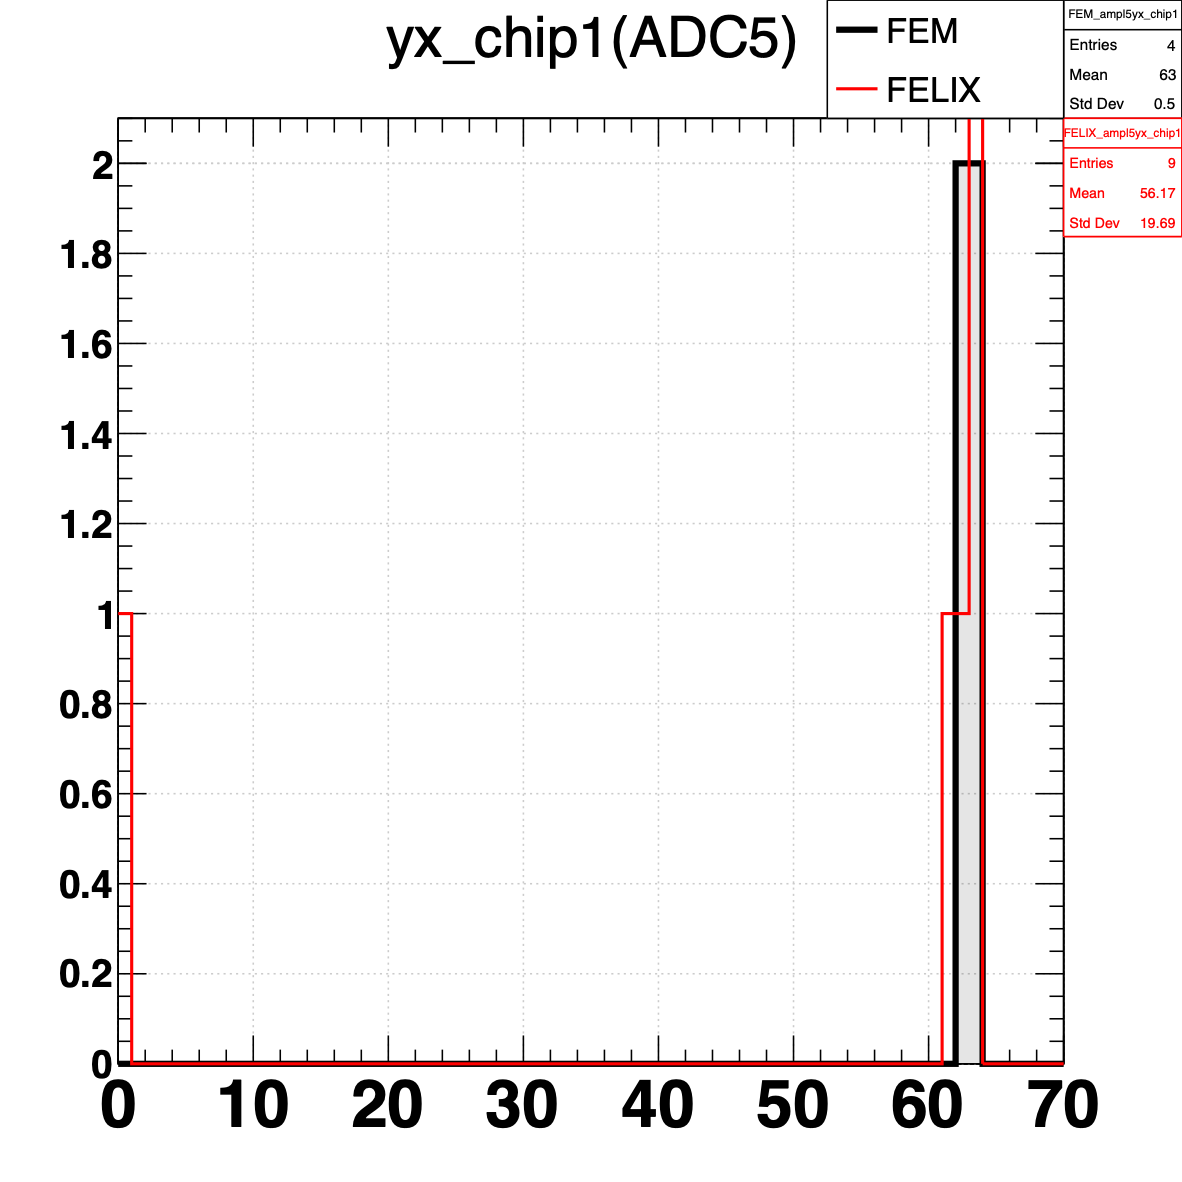 yx_chip1(ADC5)
FEM
FELIX
FEM_ampl5yx_chip1
Entries 4
Mean 63
Std Dev 0.5
FELIX_ampl5yx_chip1
Entries 9
Mean 56.17
Std Dev 19.69
2
1.8
1.6
1.4
1.2
1
0.8
0.6
0.4
0.2
0
0 10 20 30 40 50 60 70